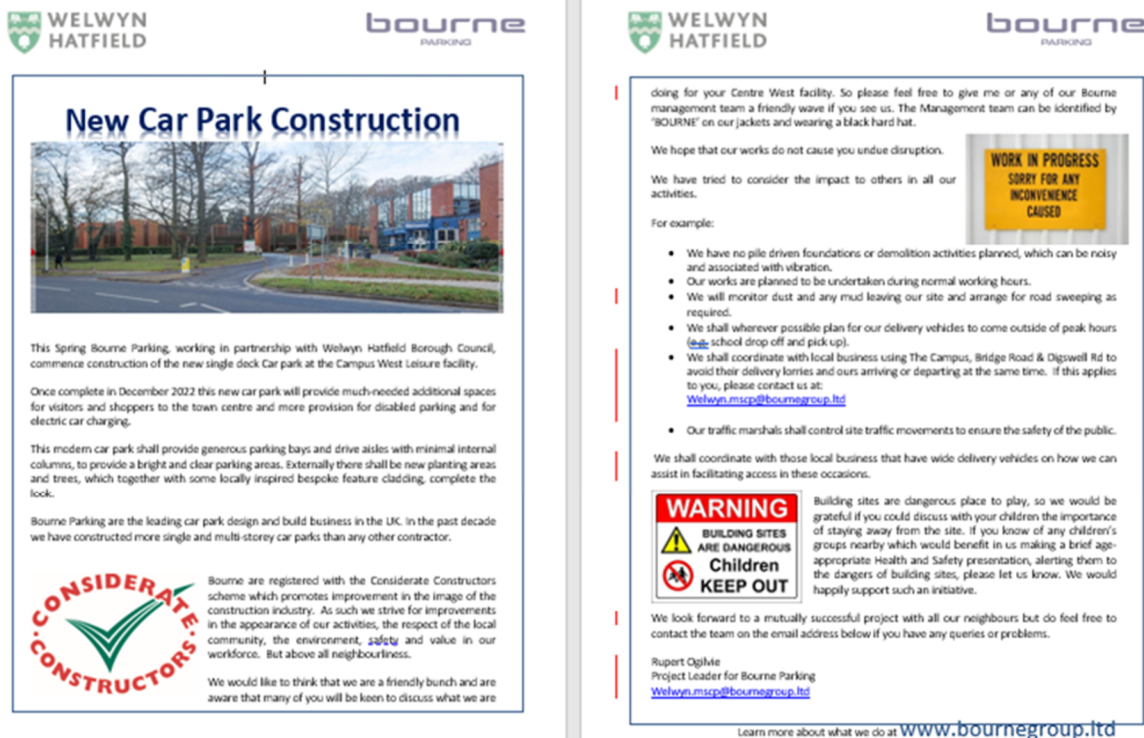 WELWYN
HATFIELD
bourne
PARKING
New Car Park Construction
This Spring Bourne Parking, working in partnership with Welwyn Hatfield Borough Council,
commence construction of the new single deck Car park at the Campus West Leisure facility.
Once complete in December 2022 this new car park will provide much-needed additional spaces
for visitors and shoppers to the town centre and more provision for disabled parking and for
electric car charging.
This modern car park shall provide generous parking bays and drive aisles with minimal internal
columns, to provide a bright and clear parking areas. Externally there shall be new planting areas
and trees, which together with some locally inspired bespoke feature cladding, complete the
look.
Bourne Parking are the leading car park design and build business in the UK. In the past decade
we have constructed more single and multi-storey car parks than any other contractor.
CONSIDERATE
CONSTRUCTORS
Bourne are registered with the Considerate Constructors
scheme which promotes improvement in the image of the
construction industry. As such we strive for improvements
in the appearance of our activities, the respect of the local
community, the environment, safety and value in our
workforce. But above all neighbourliness.
We would like to think that we are a friendly bunch and are
aware that many of you will be keen to discuss what we are
WELWYN
HATFIELD
bourne
PARKING
doing for your Centre West facility. So please feel free to give me or any of our Bourne
management team a friendly wave if you see us. The Management team can be identified by
'BOURNE' on our jackets and wearing a black hard hat.
We hope that our works do not cause you undue disruption.
We have tried to consider the impact to others in all our
activities.
WORK IN PROGRESS
SORRY FOR ANY
INCONVENIENCE
CAUSED
For example:
• We have no pile driven foundations or demolition activities planned, which can be noisy
and associated with vibration.
• Our works are planned to be undertaken during normal working hours.
• We will monitor dust and any mud leaving our site and arrange for road sweeping as
required.
• We shall wherever possible plan for our delivery vehicles to come outside of peak hours
(e.g. school drop off and pick up).
• We shall coordinate with local business using The Campus, Bridge Road & Digswell Rd to
avoid their delivery lorries and ours arriving or departing at the same time. If this applies
to you, please contact us at:
Welwyn.mscp@bournegroup.ltd
• Our traffic marshals shall control site traffic movements to ensure the safety of the public.
We shall coordinate with those local business that have wide delivery vehicles on how we can
assist in facilitating access in these occasions.
WARNING
BUILDING SITES
ARE DANGEROUS
Children
KEEP OUT
Building sites are dangerous place to play, so we would be
grateful if you could discuss with your children the importance
of staying away from the site. If you know of any children's
groups nearby which would benefit in us making a brief age-
appropriate Health and Safety presentation, alerting them to
the dangers of building sites, please let us know. We would
happily support such an initiative.
We look forward to a mutually successful project with all our neighbours but do feel free to
contact the team on the email address below if you have any queries or problems.
Rupert Ogilvie
Project Leader for Bourne Parking
Welwyn.mscp@bournegroup.ltd
Learn more about what we do at www.bournegroup.ltd